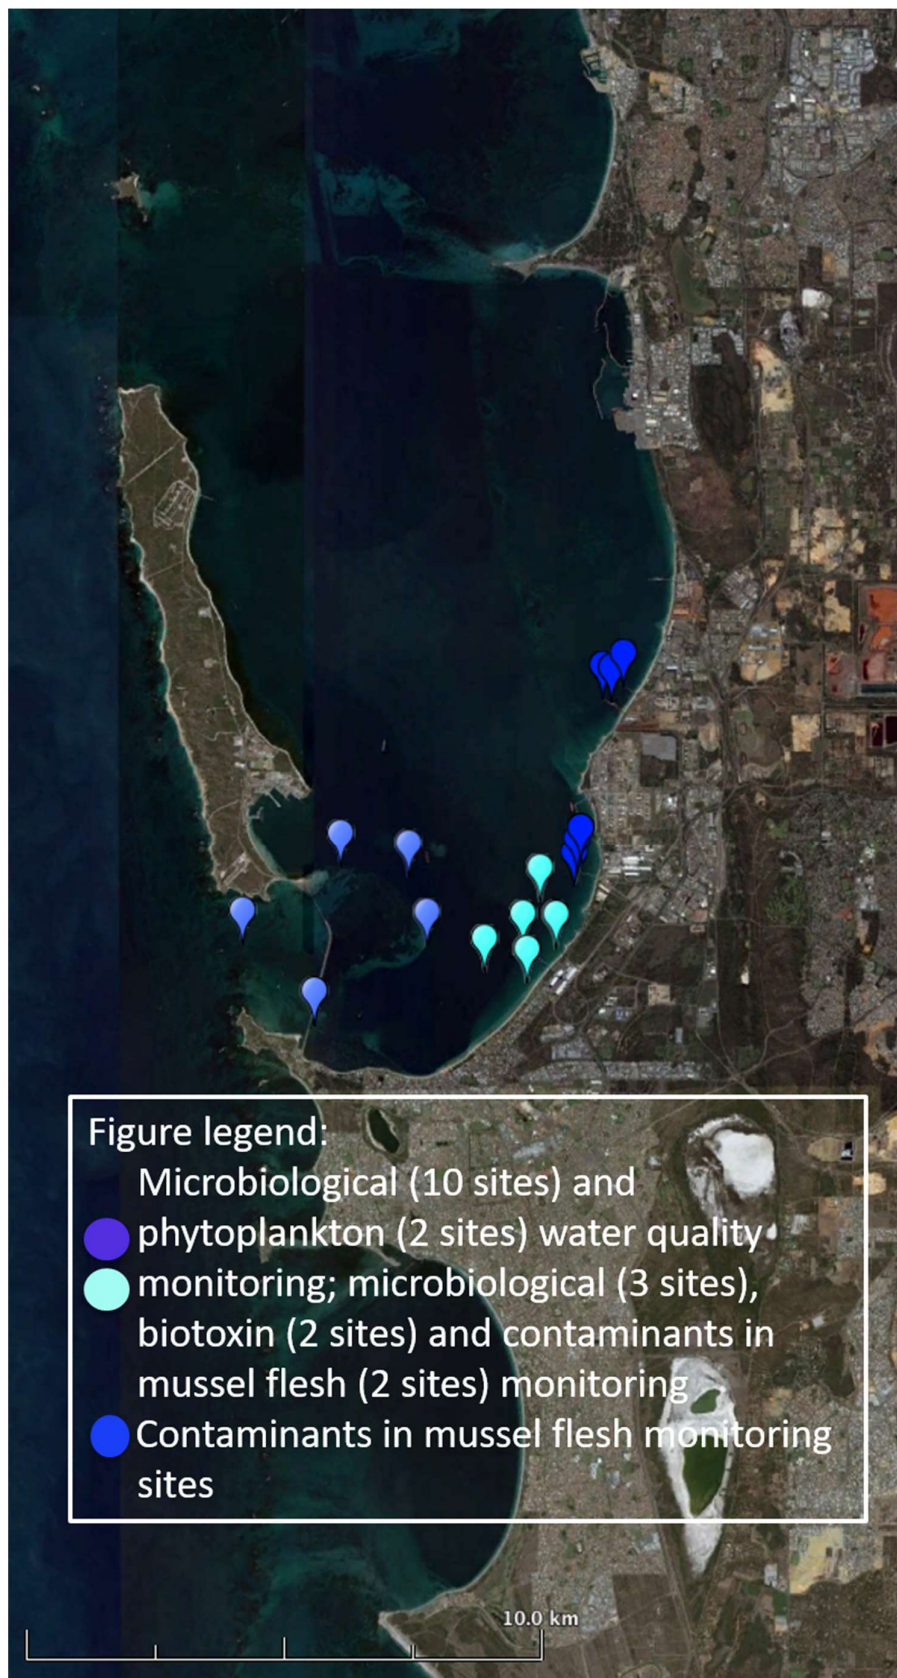 Figure legend:
Microbiological (10 sites) and
phytoplankton (2 sites) water quality
monitoring; microbiological (3 sites),
biotoxin (2 sites) and contaminants in
mussel flesh (2 sites) monitoring
Contaminants in mussel flesh monitoring
sites
10.0 km